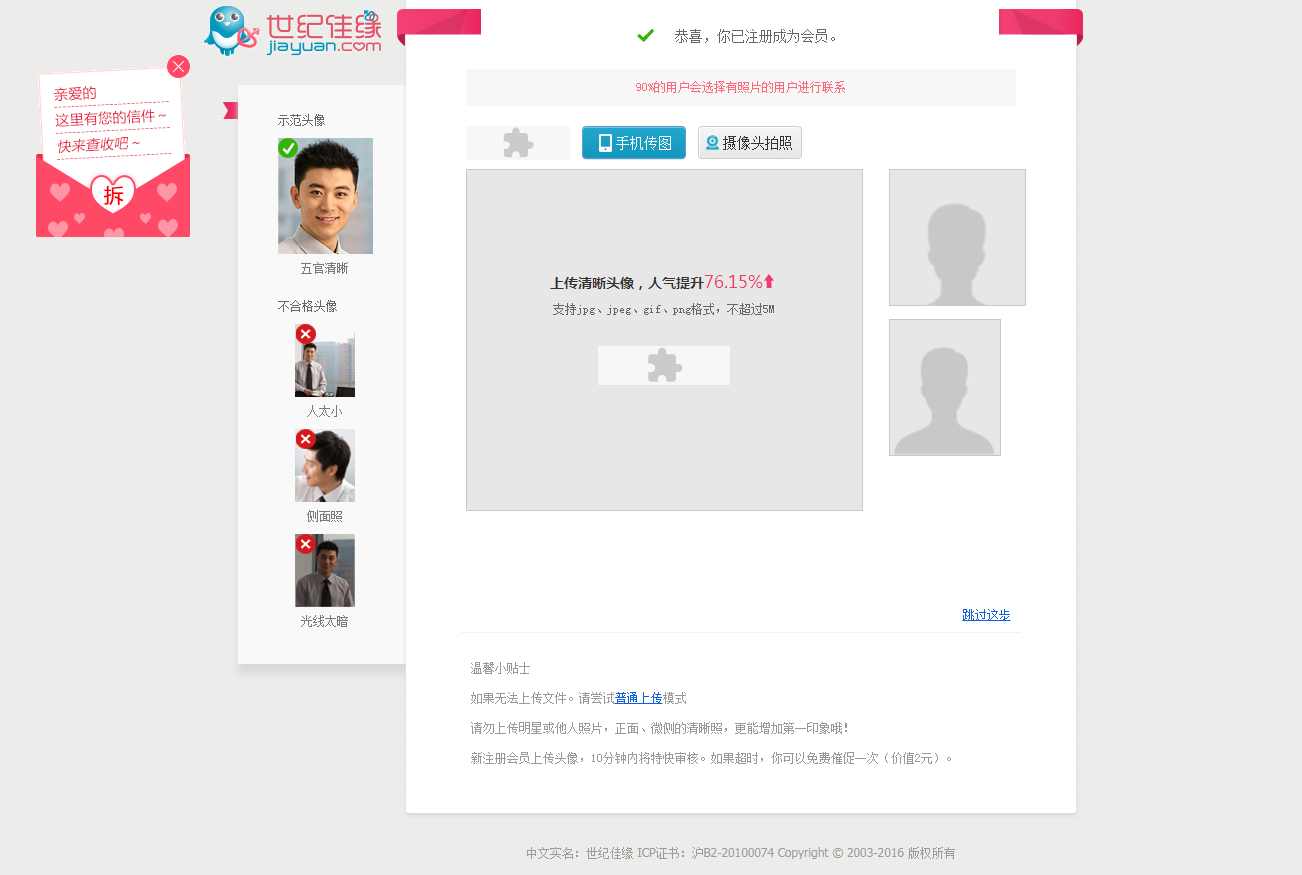 世纪佳缘
jiayuan.com
恭喜，你已注册成为会员。
亲爱的
这里有您的信件~
快来查收吧~
拆
90%的用户会选择有照片的用户进行联系
手机传图
摄像头拍照
示范头像
五官清晰
不合格头像
人太小
侧面照
光线太暗
上传清晰头像，人气提升76.15%
支持jpg、jpeg、gif、png格式，不超过5M
跳过这步
温馨小贴士
如果无法上传文件。请尝试普通上传模式
请勿上传明星或他人照片，正面、微侧的清晰照，更能增加第一印象哦！
新注册会员上传头像，10分钟内将特快审核。如果超时，你可以免费催促一次（价值2元）。
中文实名：世纪佳缘 ICP证书：沪B2-20100074 Copyright © 2003-2016 版权所有